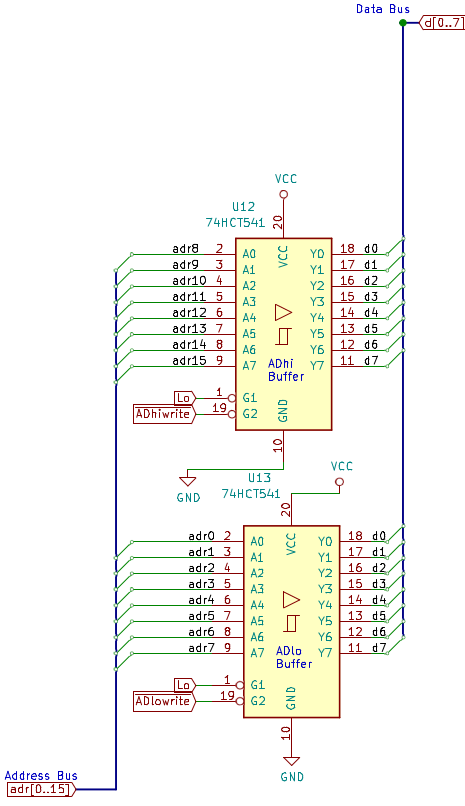 Data Bus
d[0..7]
VCC
U12
74HCT541
20
VCC
adr8 2 A0 Y0 18 d0
adr9 3 A1 Y1 17 d1
adr10 4 A2 Y2 16 d2
adr11 5 A3 Y3 15 d3
adr12 6 A4 Y4 14 d4
adr13 7 A5 Y5 13 d5
adr14 8 A6 Y6 12 d6
adr15 9 A7 Y7 11 d7
ADhi
Buffer
Lo 1 G1
ADhiwrite 19 G2
GND
10
GND
U13
74HCT541
VCC
20
VCC
adr0 2 A0 Y0 18 d0
adr1 3 A1 Y1 17 d1
adr2 4 A2 Y2 16 d2
adr3 5 A3 Y3 15 d3
adr4 6 A4 Y4 14 d4
adr5 7 A5 Y5 13 d5
adr6 8 A6 Y6 12 d6
adr7 9 A7 Y7 11 d7
ADlo
Buffer
Lo 1 G1
ADlowrite 19 G2
GND
10
GND
Address Bus
adr[0..15]